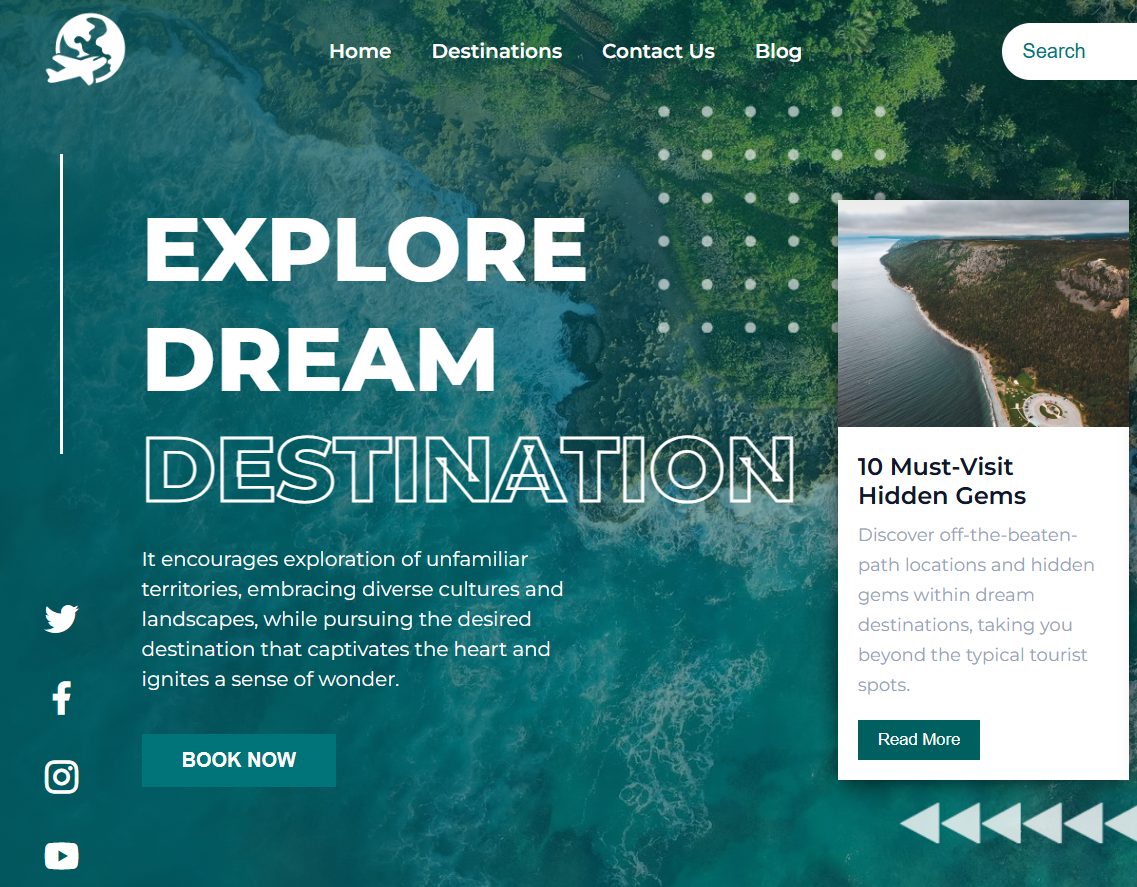 Home Destinations Contact Us Blog
Search
EXPLORE
DREAM
DESTINATION
It encourages exploration of unfamiliar
territories, embracing diverse cultures and
landscapes, while pursuing the desired
destination that captivates the heart and
ignites a sense of wonder.
BOOK NOW
10 Must-Visit
Hidden Gems
Discover off-the-beaten-
path locations and hidden
gems within dream
destinations, taking you
beyond the typical tourist
spots.
Read More